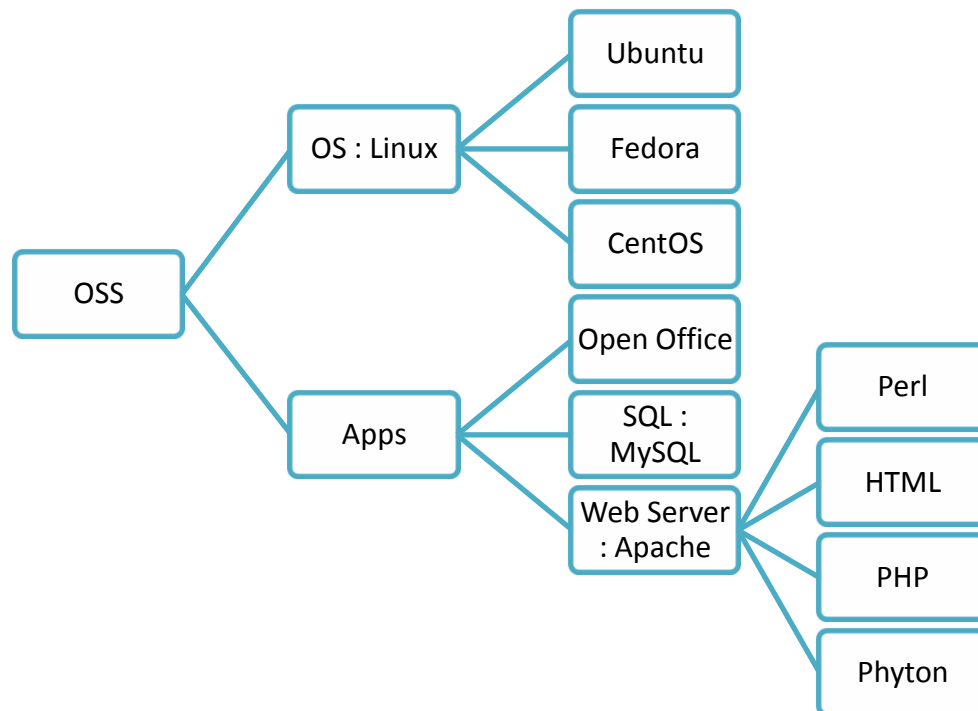 OSS
OS : Linux
Ubuntu
Fedora
CentOS
Apps
Open Office
SQL :
MySQL
Web Server
: Apache
Perl
HTML
PHP
Phyton